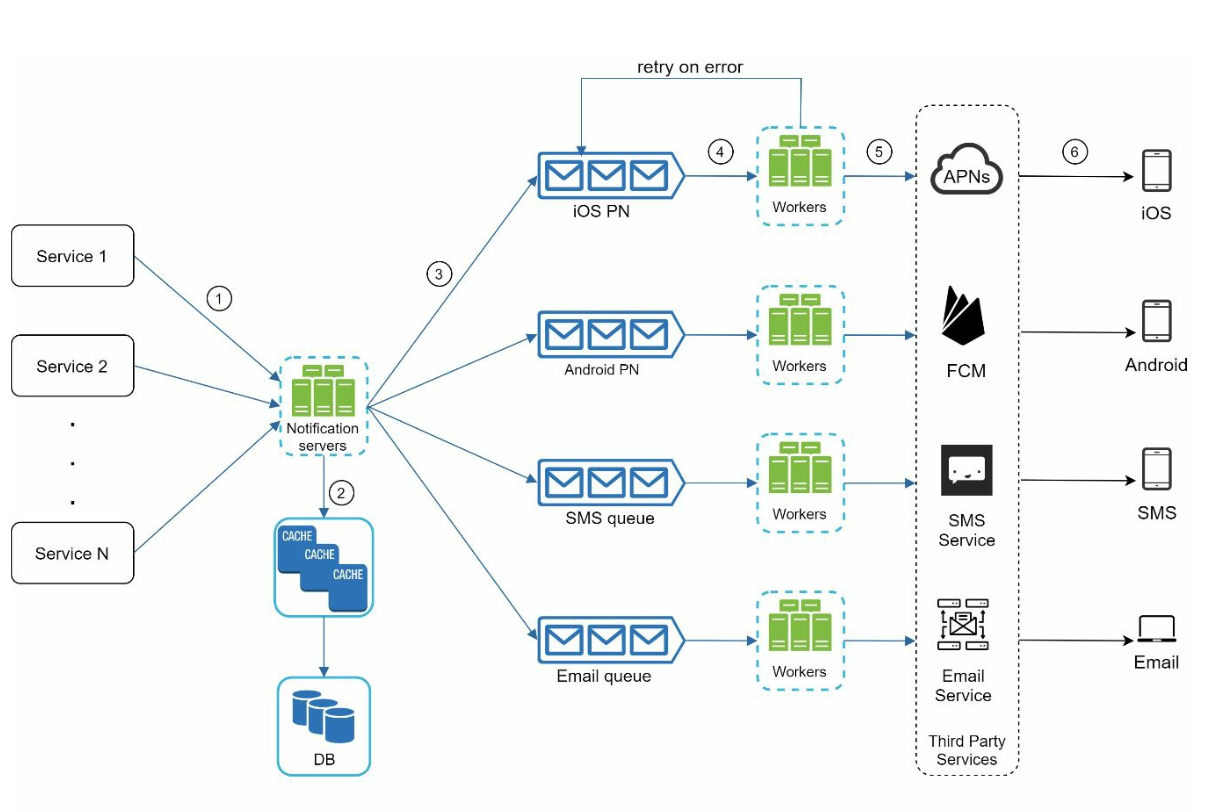 retry on error
4
5
6
APNs
iOS PN
Workers
iOS
Service 1
1
3
Service 2
Android PN
Workers
FCM
Android
Notification
servers
2
SMS queue
Workers
SMS
Service
SMS
Service N
CACHE
CACHE
CACHE
Email queue
Workers
Email
Service
Email
DB
Third Party
Services